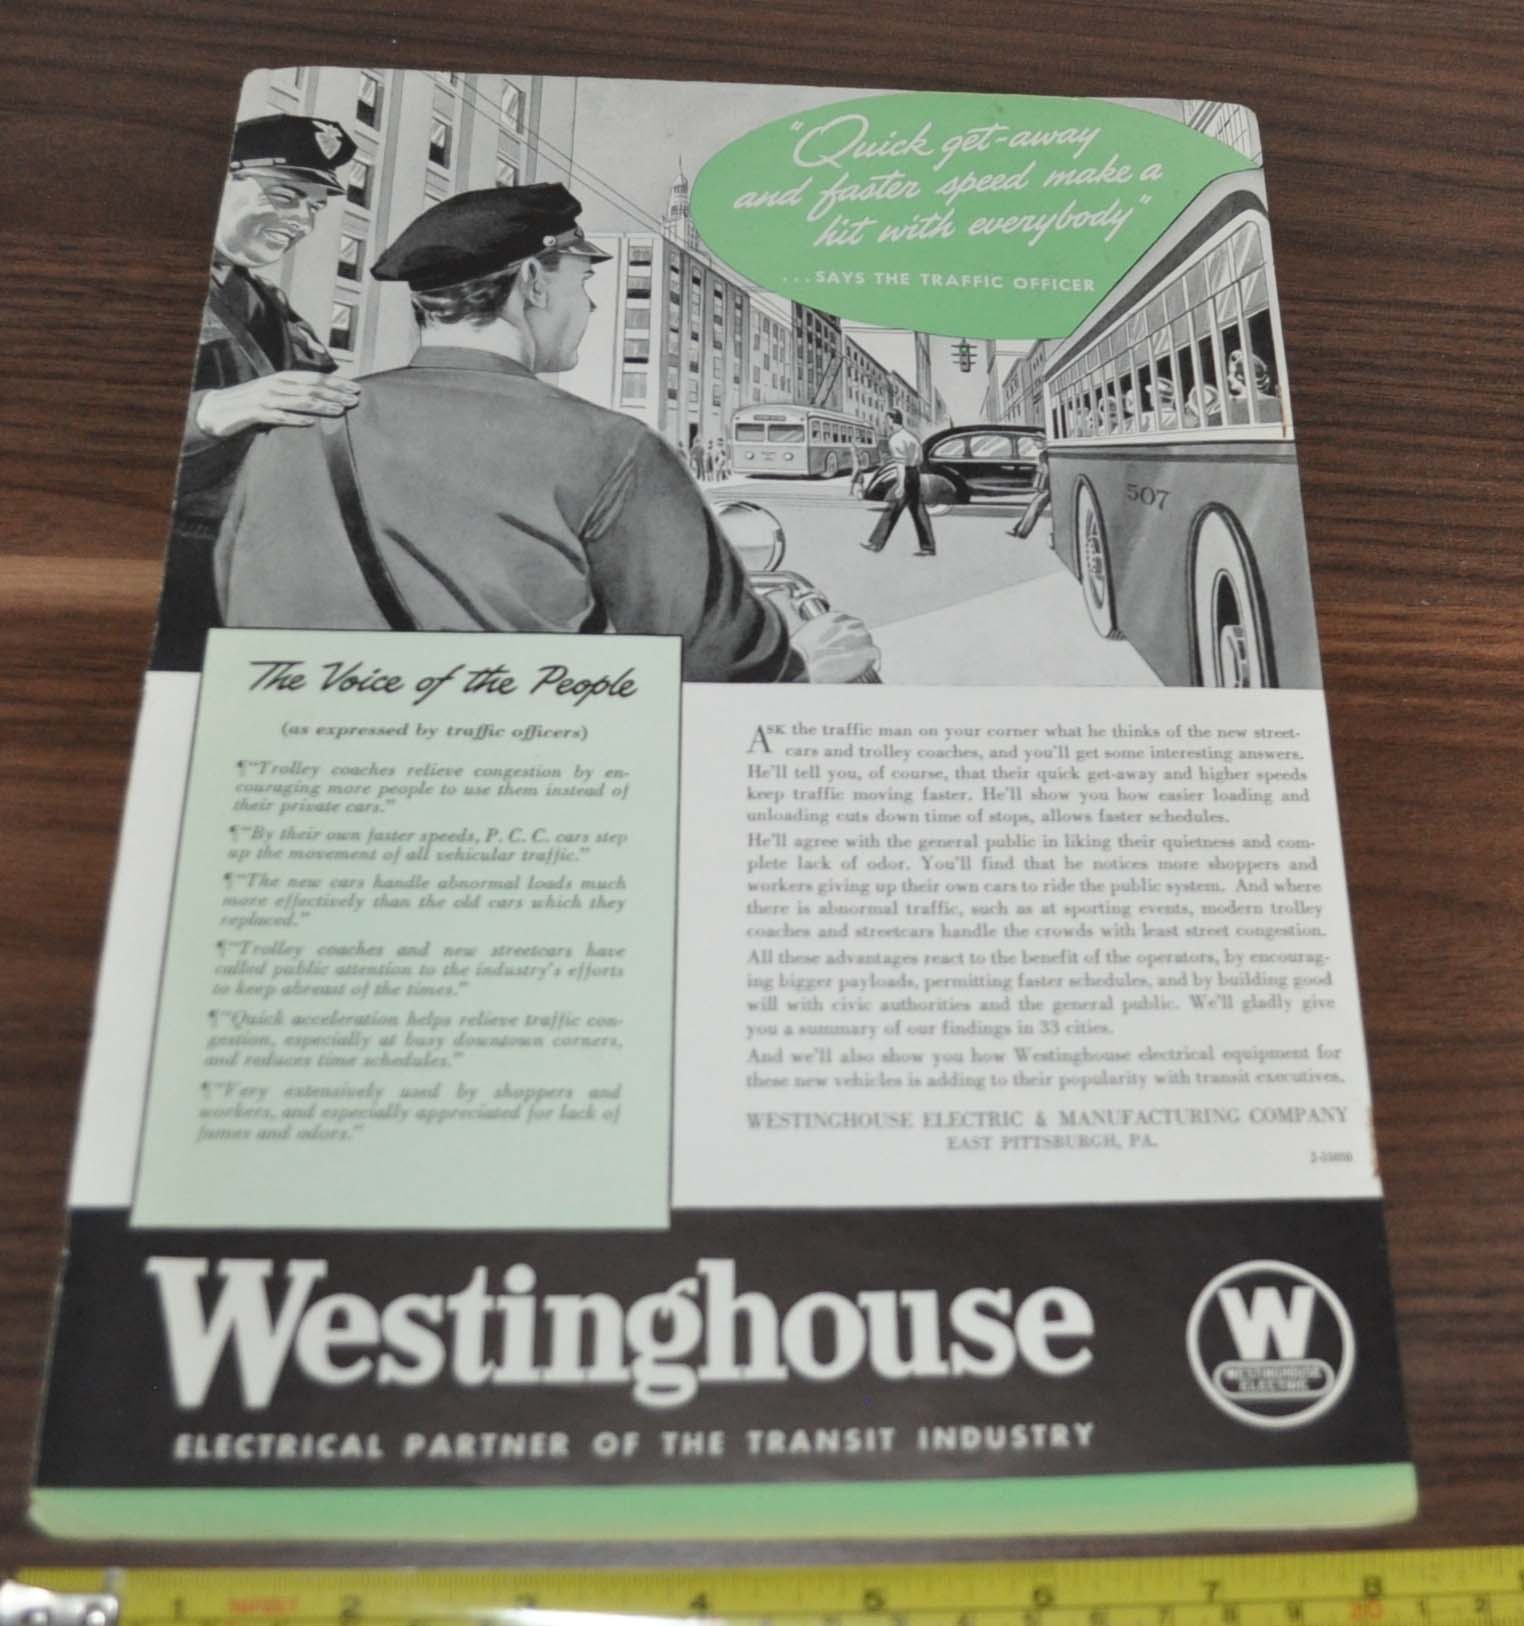 "Quick get-away
and faster speed make a
hit with everybody"
...SAYS THE TRAFFIC OFFICER
507
The Voice of the People
(as expressed by traffic officers)
¶"Trolley coaches relieve congestion by en-
couraging more people to use them instead of
their private cars."
¶"By their own faster speeds, P. C. C. cars step
up the movement of all vehicular traffic."
¶"The new cars handle abnormal loads much
more effectively than the old cars which they
replaced."
¶"Trolley coaches and new streetcars have
called public attention to the industry's efforts
to keep abreast of the times."
¶"Quick acceleration helps relieve traffic con-
gestion, especially at busy downtown corners,
and reduces time schedules."
¶"Very extensively used by shoppers and
workers, and especially appreciated for lack of
fumes and odors."
ASK the traffic man on your corner what he thinks of the new street-
cars and trolley coaches, and you'll get some interesting answers.
He'll tell you, of course, that their quick get-away and higher speeds
keep traffic moving faster. He'll show you how easier loading and
unloading cuts down time of stops, allows faster schedules.
He'll agree with the general public in liking their quietness and com-
plete lack of odor. You'll find that he notices more shoppers and
workers giving up their own cars to ride the public system. And where
there is abnormal traffic, such as at sporting events, modern trolley
coaches and streetcars handle the crowds with least street congestion.
All these advantages react to the benefit of the operators, by encourag-
ing bigger payloads, permitting faster schedules, and by building good
will with civic authorities and the general public. We'll gladly give
you a summary of our findings in 33 cities.
And we'll also show you how Westinghouse electrical equipment for
these new vehicles is adding to their popularity with transit executives.
WESTINGHOUSE ELECTRIC & MANUFACTURING COMPANY
EAST PITTSBURGH, PA.
Westinghouse
ELECTRICAL PARTNER OF THE TRANSIT INDUSTRY
W
WESTINGHOUSE
ELECTRIC
1 2 3 4 5 6 7 8